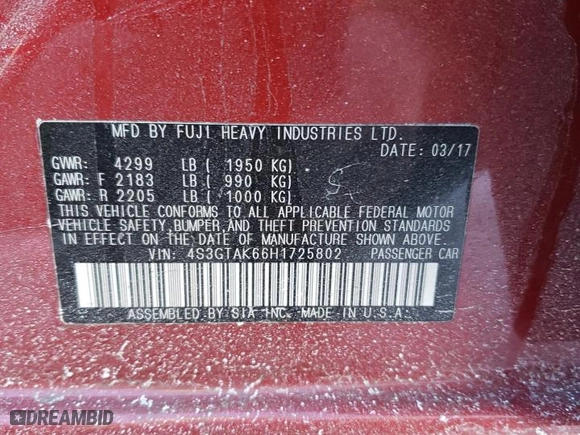 MFD BY FUJI HEAVY INDUSTRIES LTD.
DATE: 03/17
GVWR: 4299 LB ( 1950 KG)
GAWR: F 2183 LB ( 990 KG)
GAWR: R 2205 LB ( 1000 KG)
THIS VEHICLE CONFORMS TO ALL APPLICABLE FEDERAL MOTOR
VEHICLE SAFETY, BUMPER, AND THEFT PREVENTION STANDARDS
IN EFFECT ON THE DATE OF MANUFACTURE SHOWN ABOVE.
VIN: 4S3GTAK66H1725802 PASSENGER CAR
ASSEMBLED BY SIA INC. MADE IN U.S.A.
DREAMBID